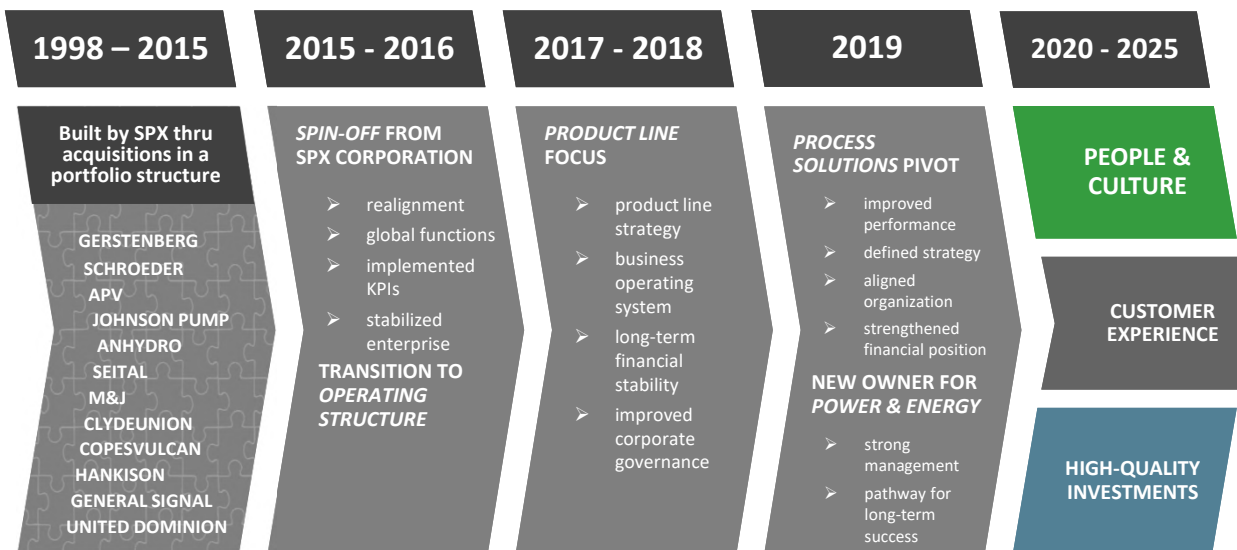 1998 – 2015
2015 - 2016
2017 - 2018
2019
2020 - 2025
Built by SPX thru
acquisitions in a
portfolio structure
GERSTENBERG
SCHROEDER
APV
JOHNSON PUMP
ANHYDRO
SEITAL
M&J
CLYDEUNION
COPESVULCAN
HANKISON
GENERAL SIGNAL
UNITED DOMINION
SPIN-OFF FROM
SPX CORPORATION
➢ realignment
➢ global functions
➢ implemented
KPIs
➢ stabilized
enterprise
TRANSITION TO
OPERATING
STRUCTURE
PRODUCT LINE
FOCUS
➢ product line
strategy
➢ business
operating
system
➢ long-term
financial
stability
➢ improved
corporate
governance
PROCESS
SOLUTIONS PIVOT
➢ improved
performance
➢ defined strategy
➢ aligned
organization
➢ strengthened
financial position
NEW OWNER FOR
POWER & ENERGY
➢ strong
management
➢ pathway for
long-term
success
PEOPLE &
CULTURE
CUSTOMER
EXPERIENCE
HIGH-QUALITY
INVESTMENTS